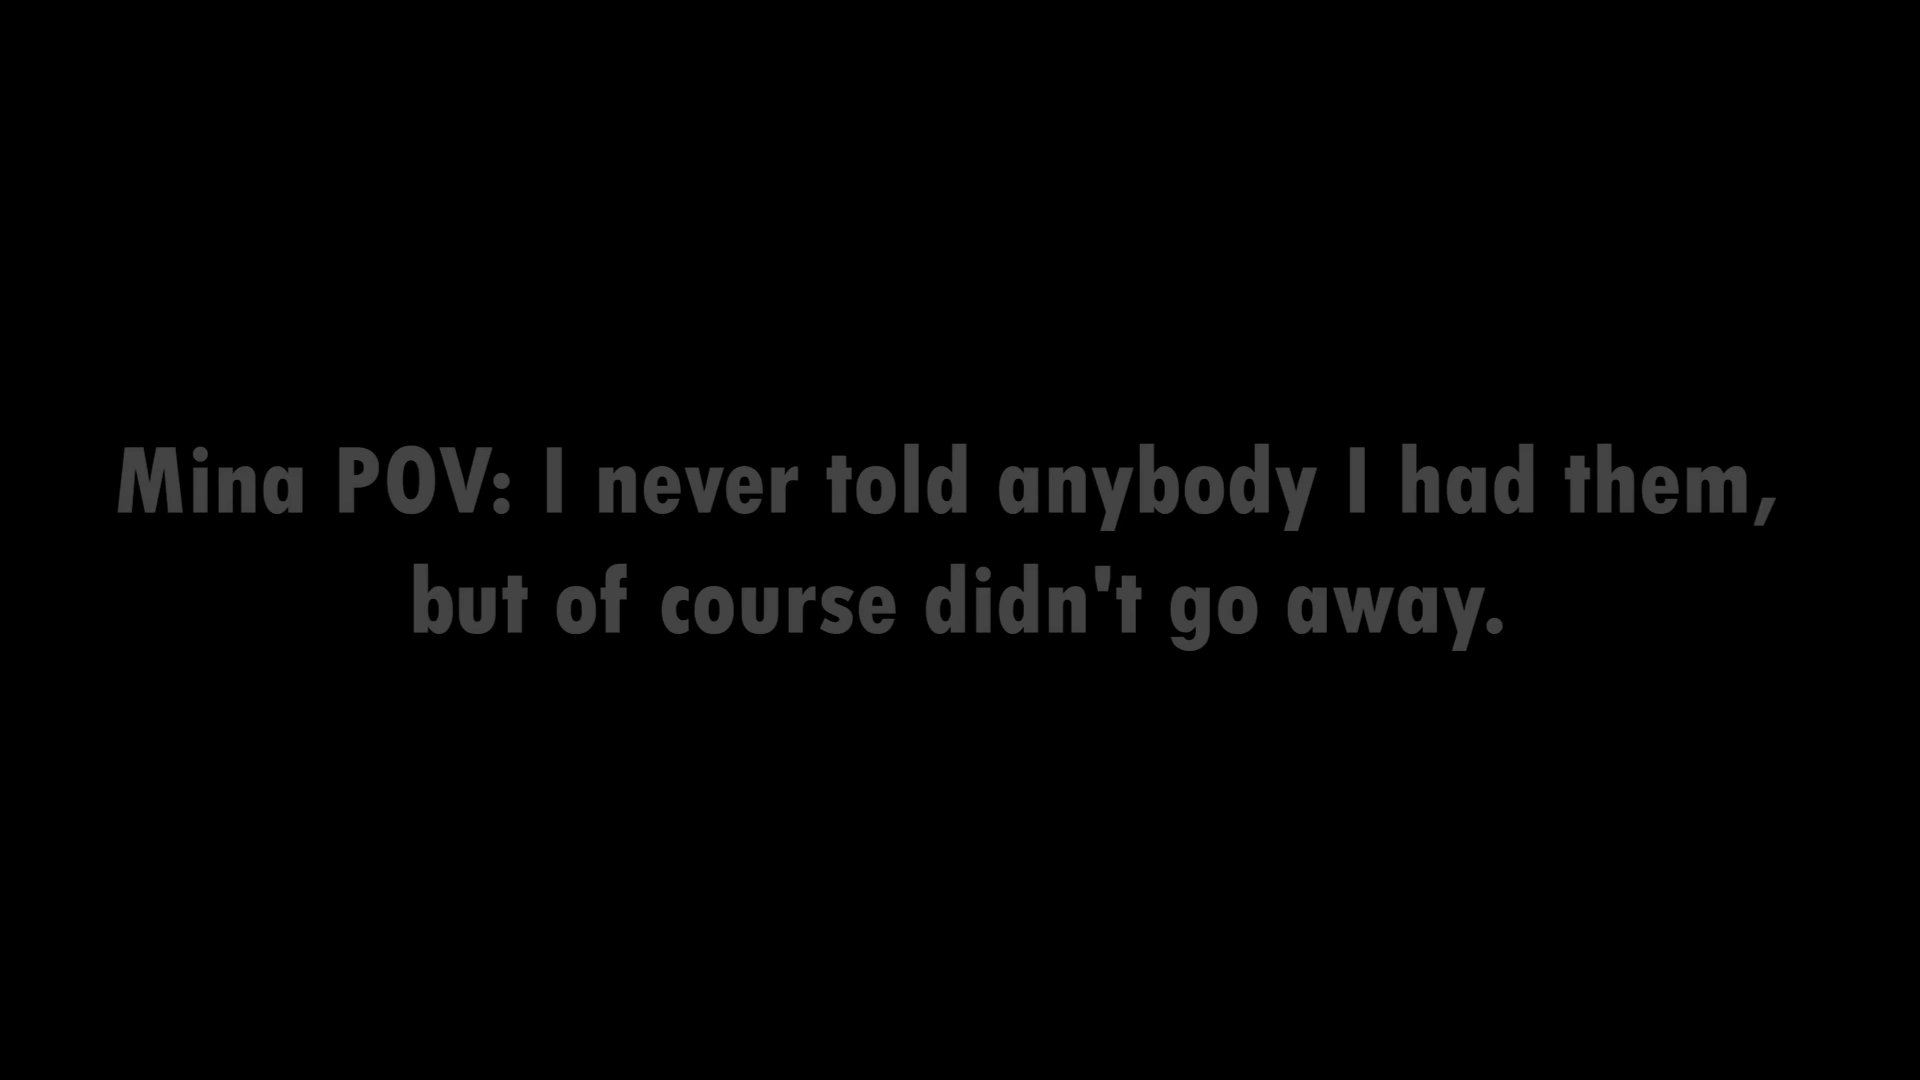 Mina POV: I never told anybody I had them,
but of course didn't go away.